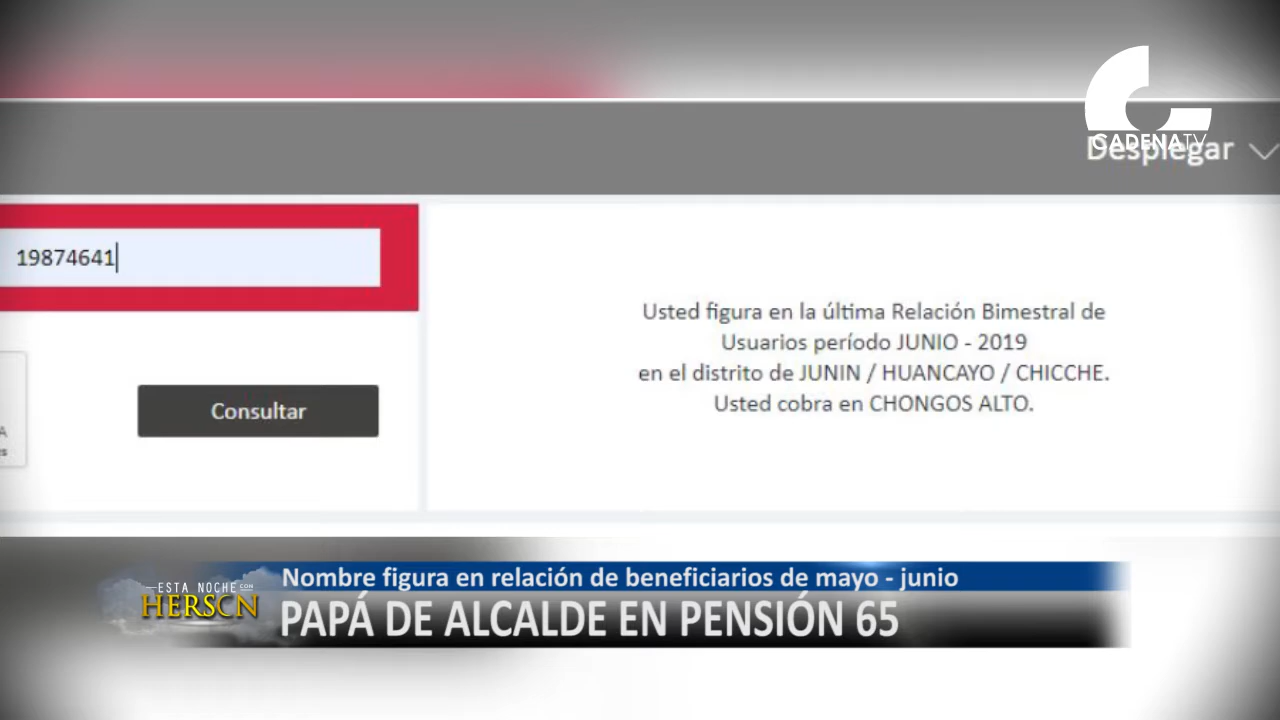 CADENATV
Desplegar
19874641
Usted figura en la última Relación Bimestral de
Usuarios período JUNIO - 2019
en el distrito de JUNIN / HUANCAYO / CHICCHE.
Usted cobra en CHONGOS ALTO.
A
es
Consultar
ESTA NOCHE CON
HERSCN
Nombre figura en relación de beneficiarios de mayo - junio
PAPÁ DE ALCALDE EN PENSIÓN 65